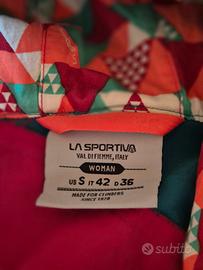 LA SPORTIVA
VAL DI FIEMME, ITALY
WOMAN
US S IT 42 D 36
MADE FOR CLIMBERS
SINCE 1928
subito